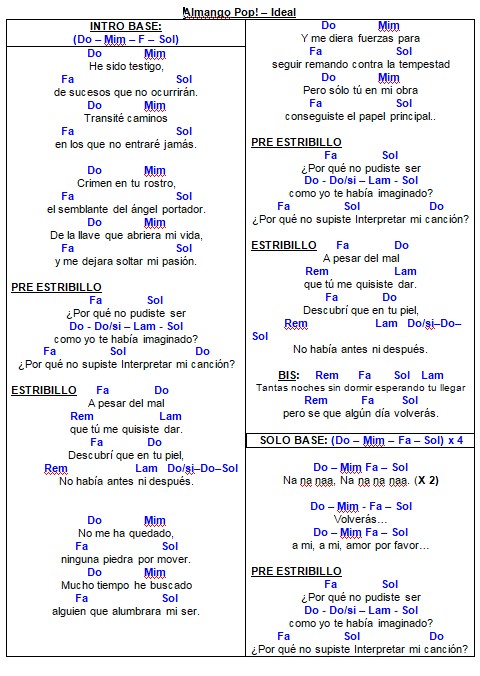 Almango Pop! – Ideal
INTRO BASE:
(Do – Mim – F – Sol)
Do Mim
He sido testigo,
Fa Sol
de sucesos que no ocurrirán.
Do Mim
Transité caminos
Fa Sol
en los que no entraré jamás.
Do Mim
Crimen en tu rostro,
Fa Sol
el semblante del ángel portador.
Do Mim
De la llave que abriera mi vida,
Fa Sol
y me dejara soltar mi pasión.
PRE ESTRIBILLO
Fa Sol
¿Por qué no pudiste ser
Do - Do/si – Lam - Sol
como yo te había imaginado?
Fa Sol Do
¿Por qué no supiste Interpretar mi canción?
ESTRIBILLO Fa Do
A pesar del mal
Rem Lam
que tú me quisiste dar.
Fa Do
Descubrí que en tu piel,
Rem Lam Do/si–Do–Sol
No había antes ni después.
Do Mim
No me ha quedado,
Fa Sol
ninguna piedra por mover.
Do Mim
Mucho tiempo he buscado
Fa Sol
alguien que alumbrara mi ser.
Do Mim
Y me diera fuerzas para
Fa Sol
seguir remando contra la tempestad
Do Mim
Pero sólo tú en mi obra
Fa Sol
conseguiste el papel principal..
PRE ESTRIBILLO
Fa Sol
¿Por qué no pudiste ser
Do - Do/si – Lam - Sol
como yo te había imaginado?
Fa Sol Do
¿Por qué no supiste Interpretar mi canción?
ESTRIBILLO Fa Do
A pesar del mal
Rem Lam
que tú me quisiste dar.
Fa Do
Descubrí que en tu piel,
Rem Lam Do/si–Do–
Sol
No había antes ni después.
BIS: Rem Fa Sol Lam
Tantas noches sin dormir esperando tu llegar
Rem Fa Sol
pero se que algún día volverás.
SOLO BASE: (Do – Mim – Fa – Sol) x 4
Do – Mim Fa – Sol
Na na naa, Na na na naa. (X 2)
Do – Mim - Fa – Sol
Volverás…
Do – Mim Fa – Sol
a mi, a mi, amor por favor…
PRE ESTRIBILLO
Fa Sol
¿Por qué no pudiste ser
Do - Do/si – Lam - Sol
como yo te había imaginado?
Fa Sol Do
¿Por qué no supiste Interpretar mi canción?